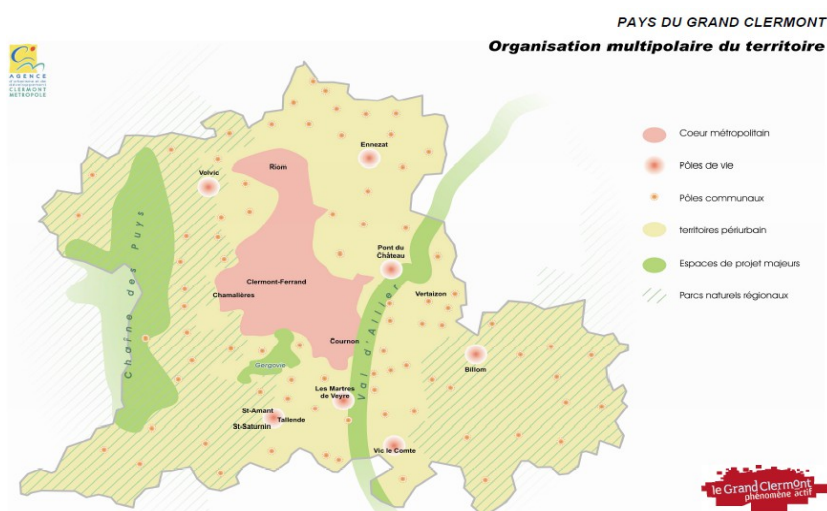 PAYS DU GRAND CLERMONT
Organisation multipolaire du territoire
AGENCE
CLERMONT
METROPOLE
Coeur métropolitain
Pôles de vie
Pôles communaux
territoires périurbain
Espaces de projet majeurs
Parcs naturels régionaux
Ennezat
Riom
Volvic
Chaîne des Puys
Pont du
Château
Clermont-Ferrand
Chamalières
Vertaizon
Val d'Allier
Cournon
Gergovie
Billom
Les Martres
de Veyre
St-Amant
Tallende
St-Saturnin
Vic le Comte
le Grand Clermont
phénomène actif